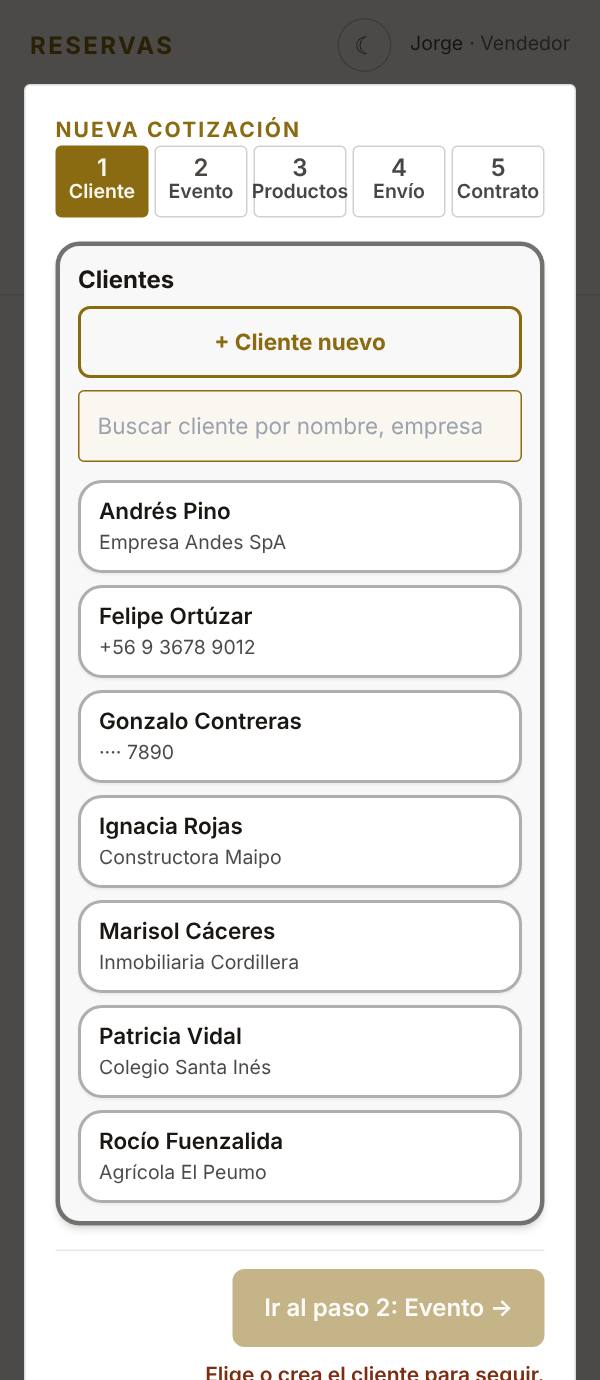 RESERVAS
Jorge · Vendedor
NUEVA COTIZACIÓN
1
Cliente
2
Evento
3
Productos
4
Envío
5
Contrato
Clientes
+ Cliente nuevo
Buscar cliente por nombre, empresa
Andrés Pino
Empresa Andes SpA
Felipe Ortúzar
+56 9 3678 9012
Gonzalo Contreras
···· 7890
Ignacia Rojas
Constructora Maipo
Marisol Cáceres
Inmobiliaria Cordillera
Patricia Vidal
Colegio Santa Inés
Rocío Fuenzalida
Agrícola El Peumo
Ir al paso 2: Evento →
Elige o crea el cliente para seguir.